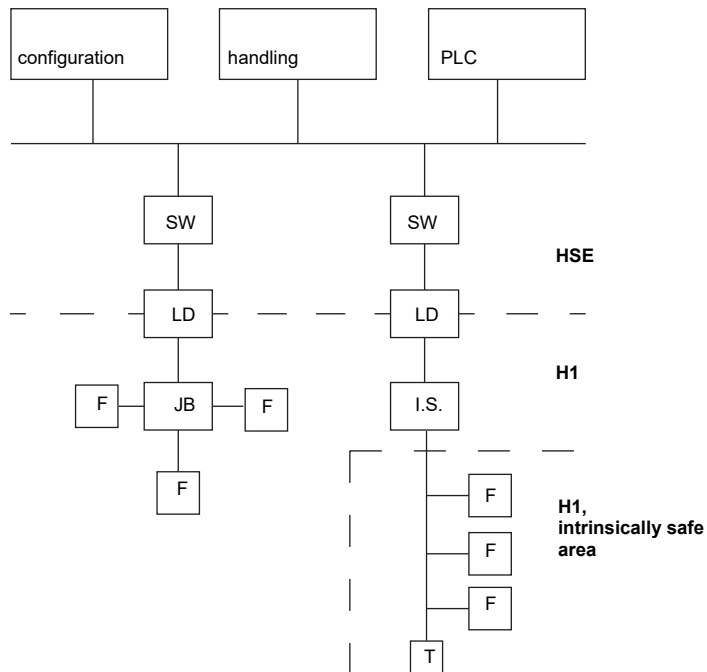 configuration
handling
PLC
SW
SW
HSE
LD
LD
H1
F
JB
F
I.S.
F
F
H1,
intrinsically safe
area
F
F
T